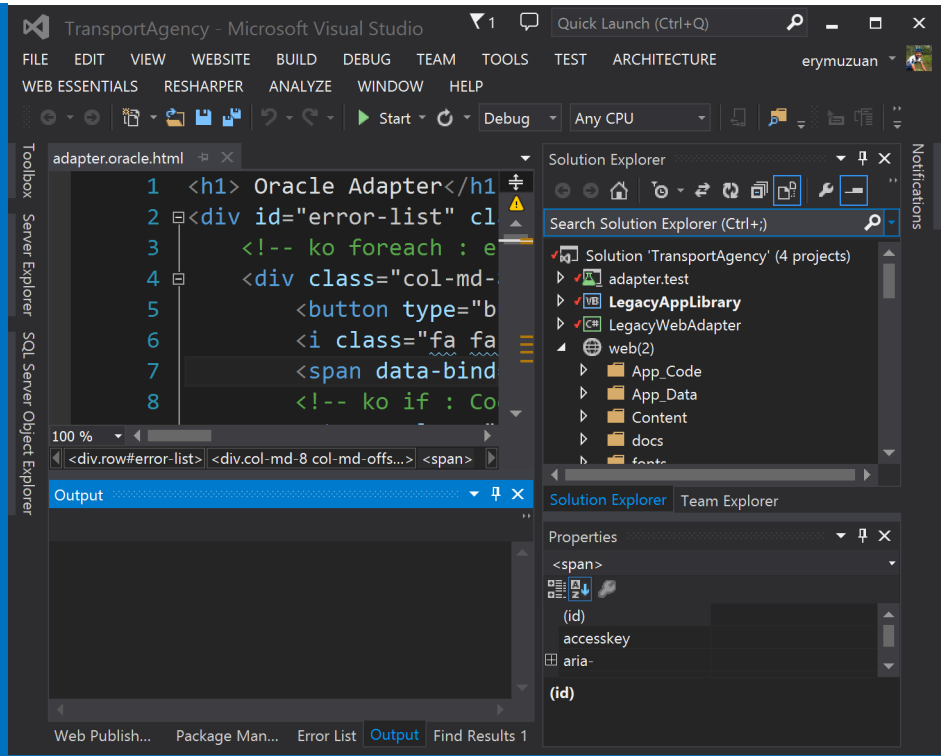 TransportAgency - Microsoft Visual Studio
1
Quick Launch (Ctrl+Q)
FILE EDIT VIEW WEBSITE BUILD DEBUG TEAM TOOLS TEST ARCHITECTURE
erymuzuan
WEB ESSENTIALS RESHARPER ANALYZE WINDOW HELP
Start Debug Any CPU
Toolbox
Server Explorer
SQL Server Object Explorer
adapter.oracle.html
1 <h1> Oracle Adapter</h1
2 <div id="error-list" cl
3 <!-- ko foreach : e
4 <div class="col-md-
5 <button type="b
6 <i class="fa fa
7 <span data-bind
8 <!-- ko if : Co
100 %
<div.row#error-list> <div.col-md-8 col-md-offs...> <span>
Output
Web Publish... Package Man... Error List Output Find Results 1
Solution Explorer
Search Solution Explorer (Ctrl+;)
Solution 'TransportAgency' (4 projects)
adapter.test
VB LegacyAppLibrary
C# LegacyWebAdapter
web(2)
App_Code
App_Data
Content
docs
fonts
Solution Explorer Team Explorer
Properties
<span>
(id)
accesskey
aria-
(id)
Notifications